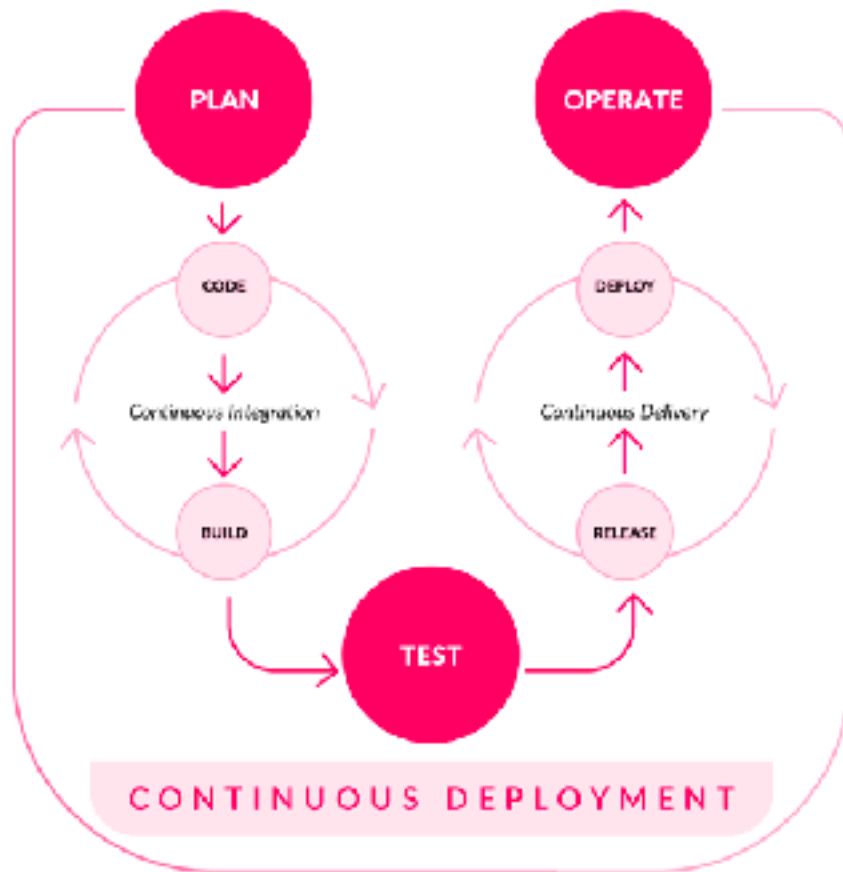 PLAN
OPERATE
CODE
DEPLOY
Continuous Integration
Continuous Delivery
BUILD
RELEASE
TEST
CONTINUOUS DEPLOYMENT